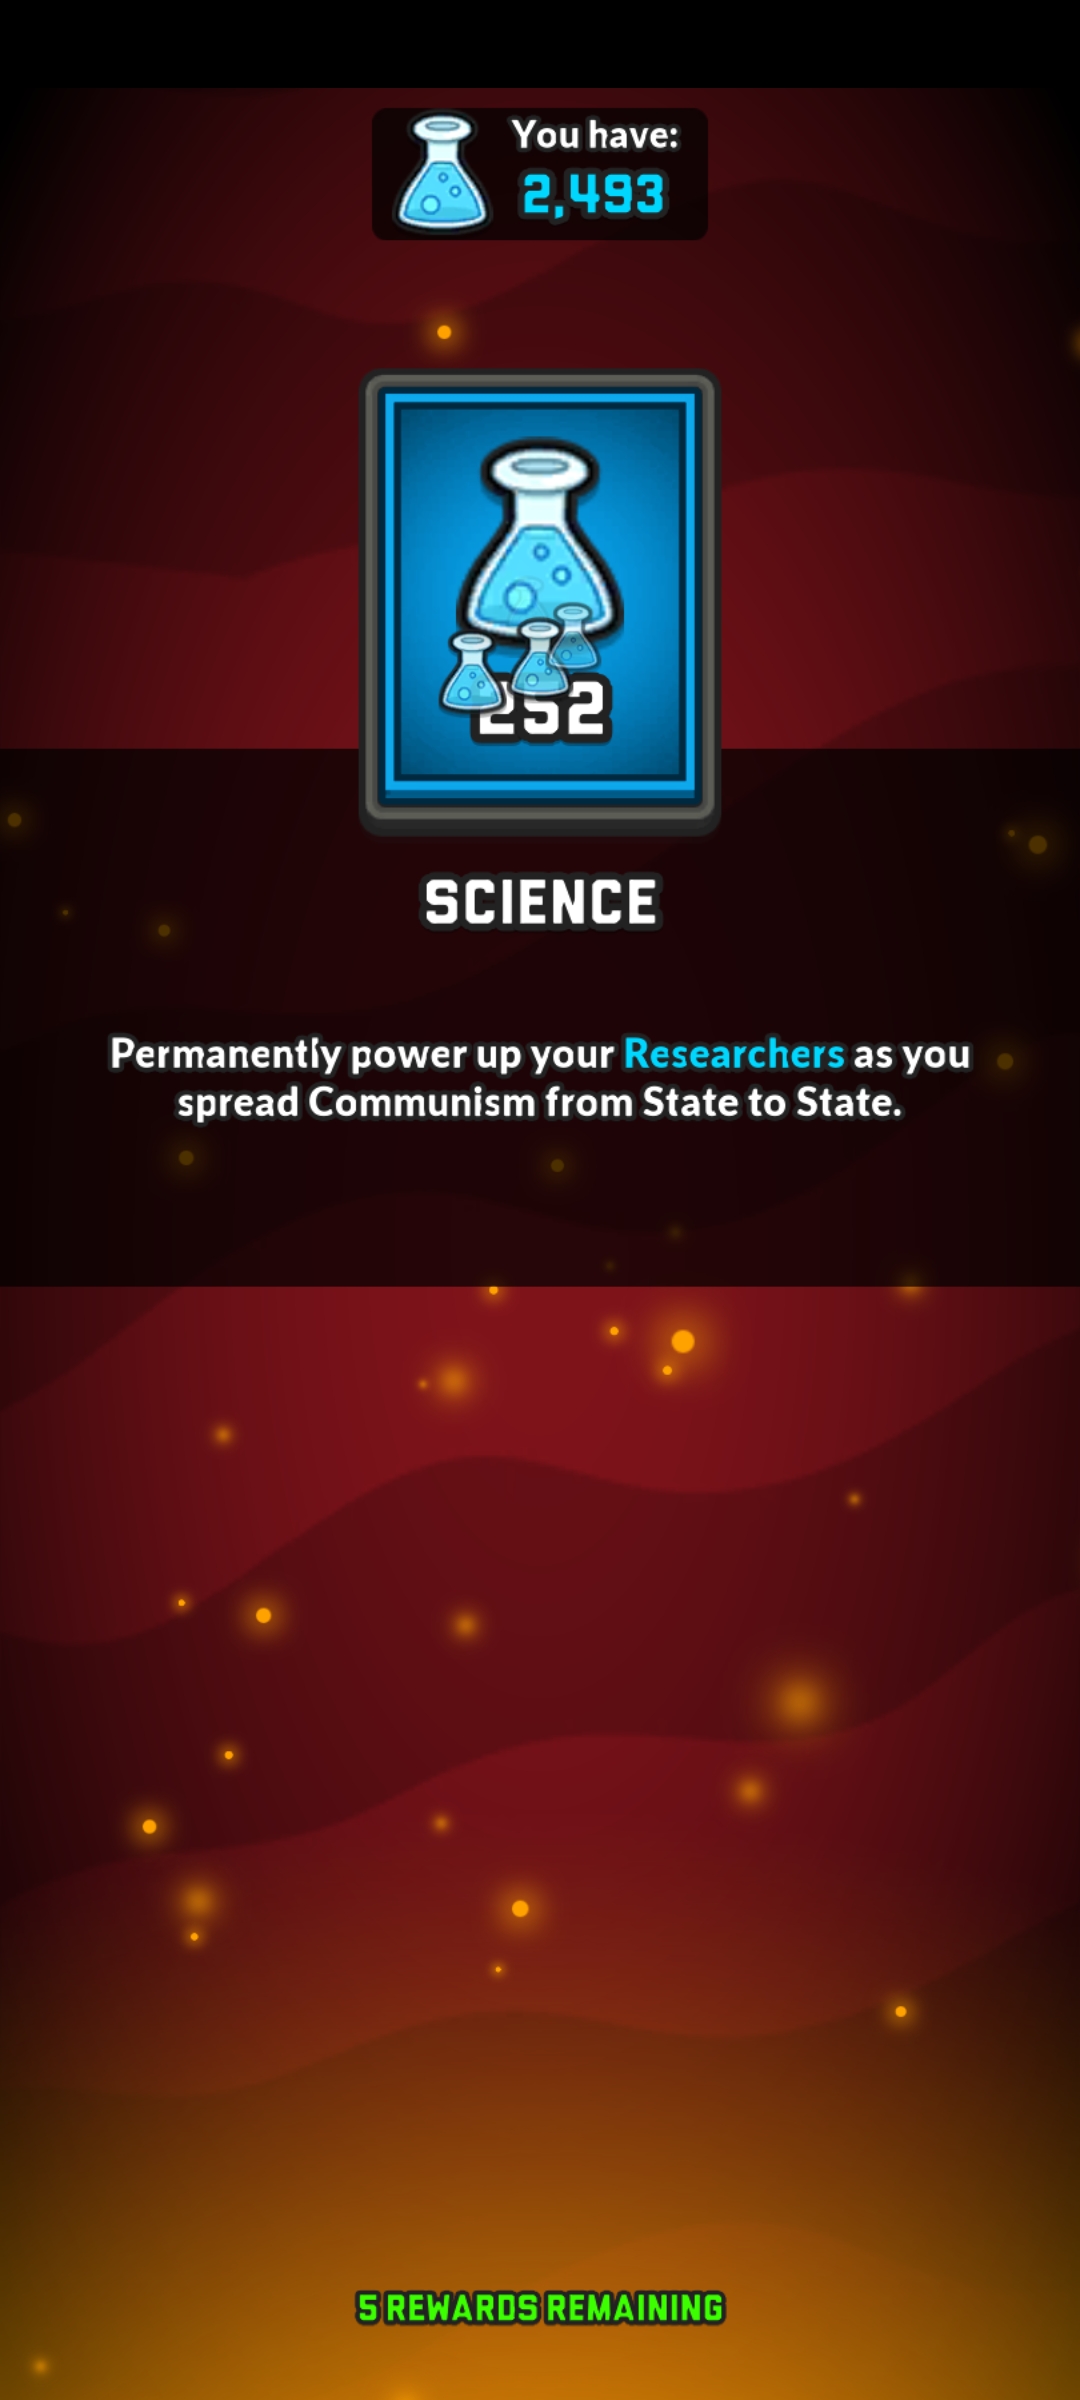 You have:
2,493
252
SCIENCE
Permanently power up your Researchers as you
spread Communism from State to State.
5 REWARDS REMAINING